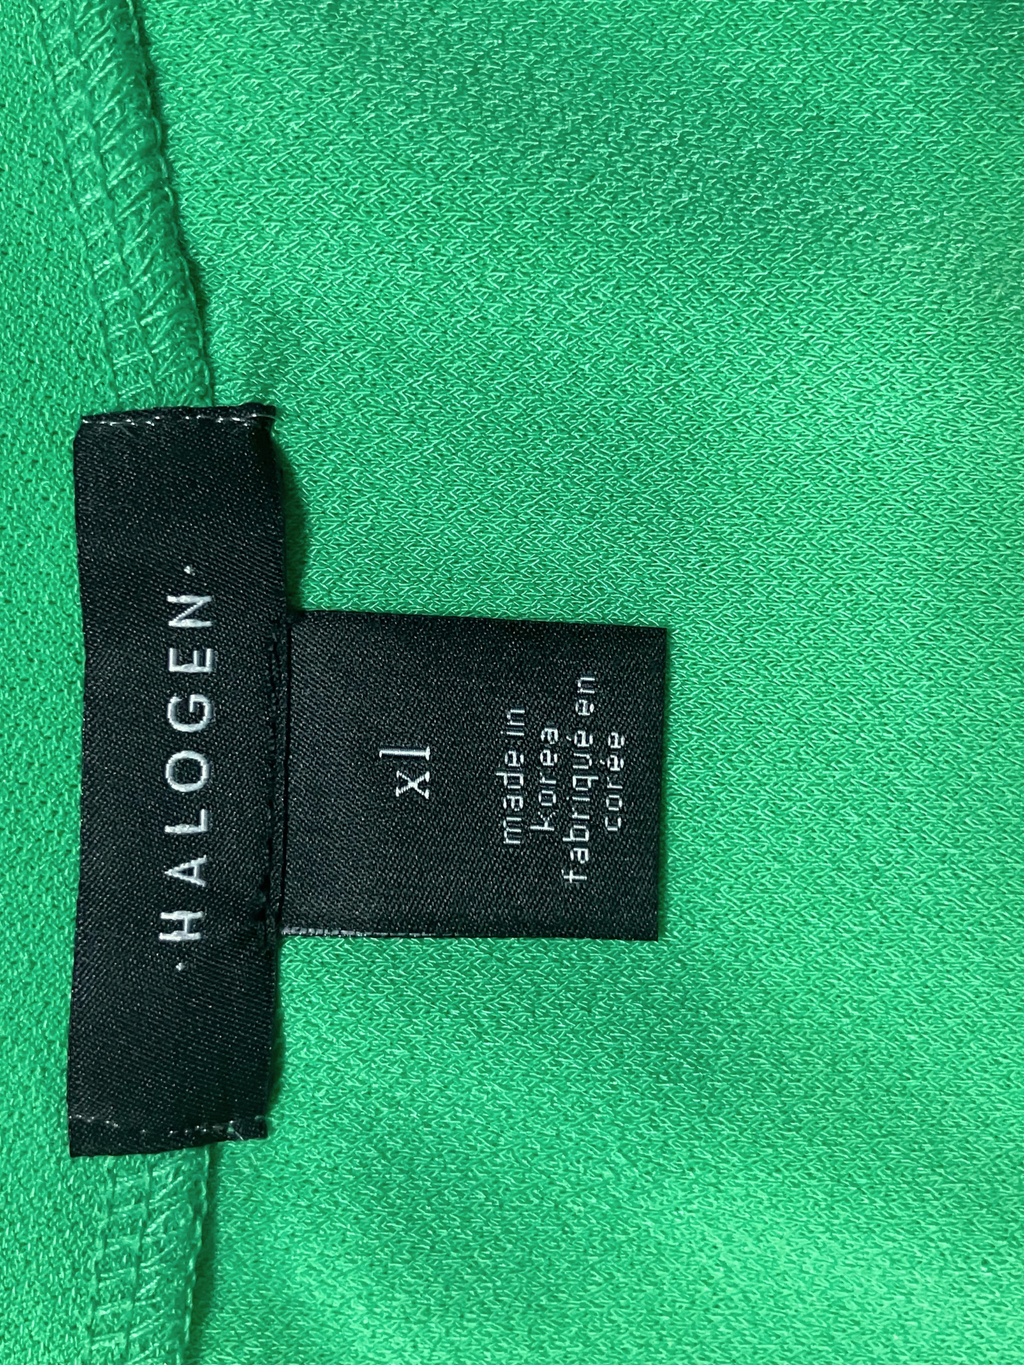 ·HALOGEN·
xl
made in
korea
fabriqué en
corée